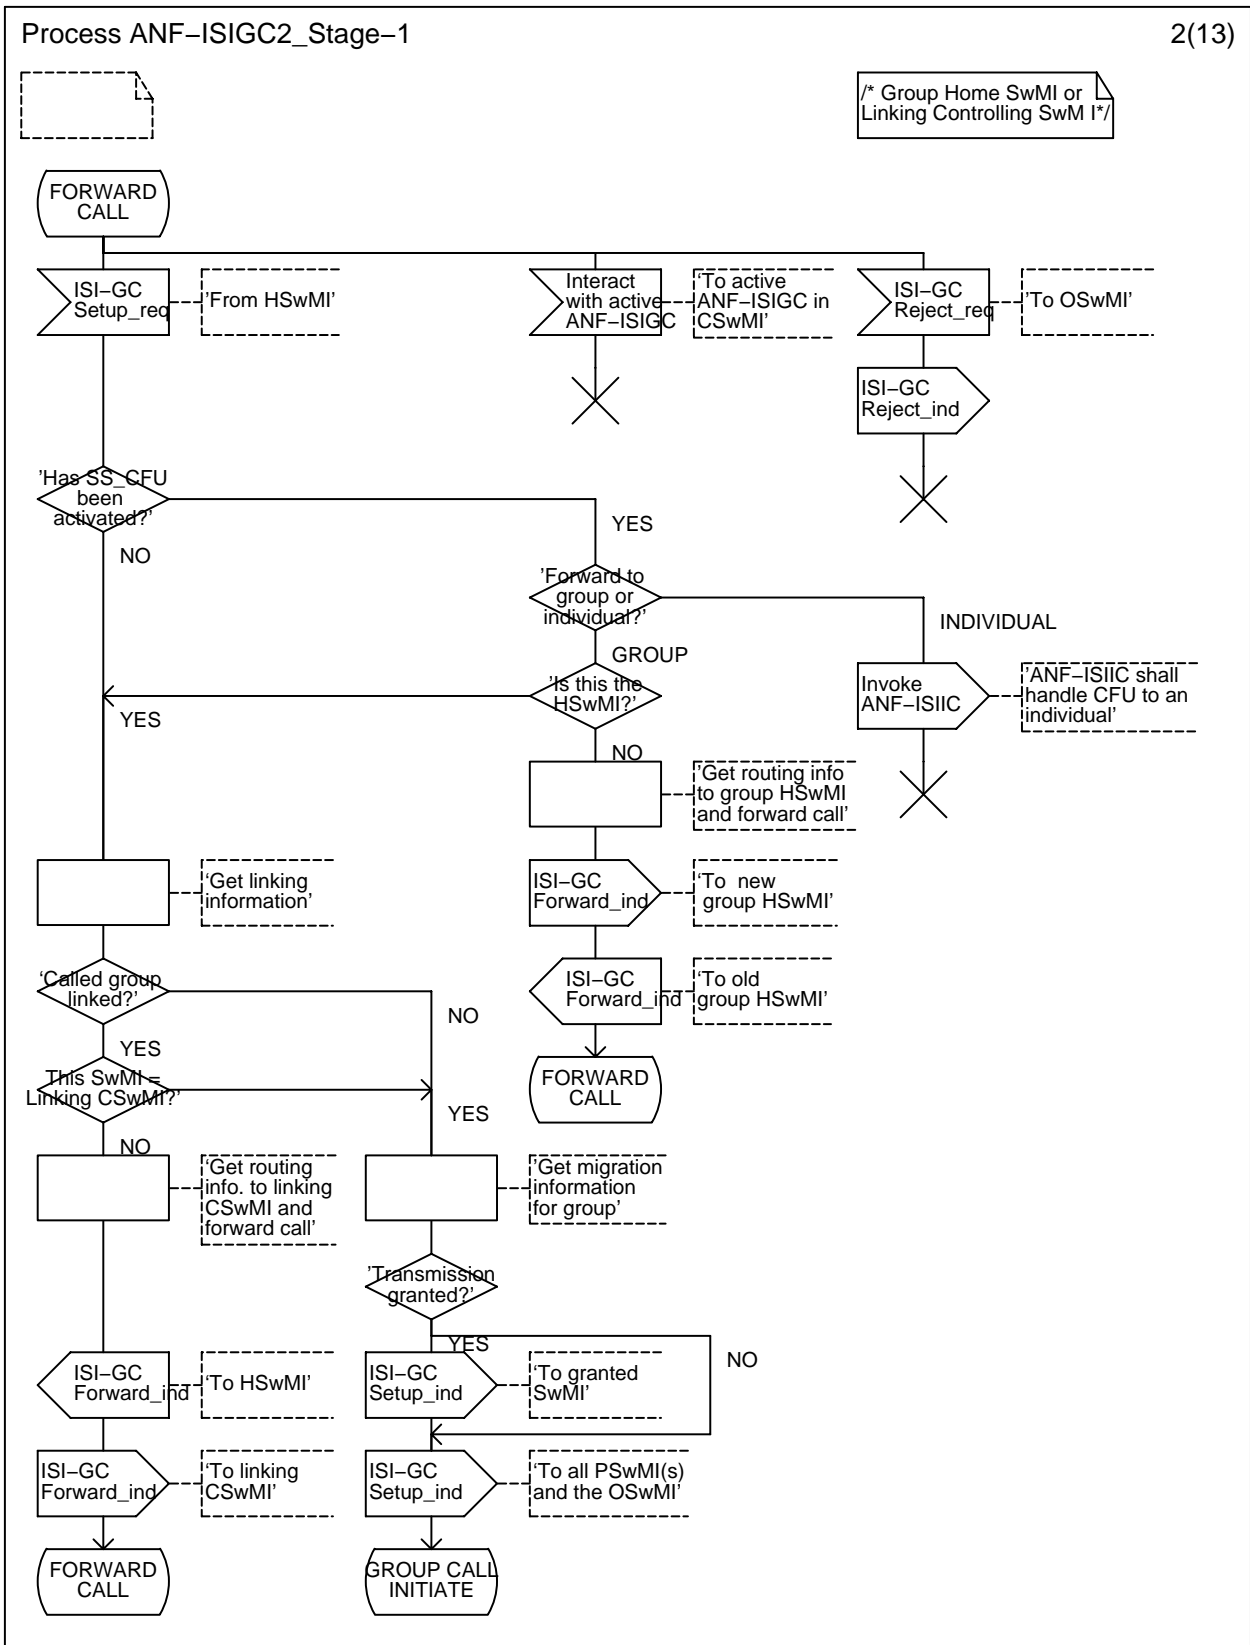 Process ANF−ISIGC2_Stage−1
2(13)
/* Group Home SwMI or
Linking Controlling SwM I*/
FORWARD
CALL
ISI−GC
Setup_req
'From HSwMI'
Interact
with active
ANF−ISIGC
'To active
ANF−ISIGC in
CSwMI'
ISI−GC
Reject_req
'To OSwMI'
ISI−GC
Reject_ind
'Has SS_CFU
been
activated?'
YES
NO
'Forward to
group or
individual?'
INDIVIDUAL
GROUP
'Is this the
HSwMI?'
YES
Invoke
ANF−ISIIC
'ANF−ISIIC shall
handle CFU to an
individual'
NO
'Get routing info
to group HSwMI
and forward call'
'Get linking
information'
ISI−GC
Forward_ind
'To  new
group HSwMI'
'Called group
linked?'
ISI−GC
Forward_ind
'To old
group HSwMI'
NO
YES
This SwMI =
Linking CSwMI?'
FORWARD
CALL
YES
NO
'Get routing
info. to linking
CSwMI and
forward call'
'Get migration
information
for group'
'Transmission
granted?'
YES
NO
ISI−GC
Forward_ind
'To HSwMI'
ISI−GC
Setup_ind
'To granted
SwMI'
ISI−GC
Forward_ind
'To linking
CSwMI'
ISI−GC
Setup_ind
'To all PSwMI(s)
and the OSwMI'
FORWARD
CALL
GROUP CALL
INITIATE